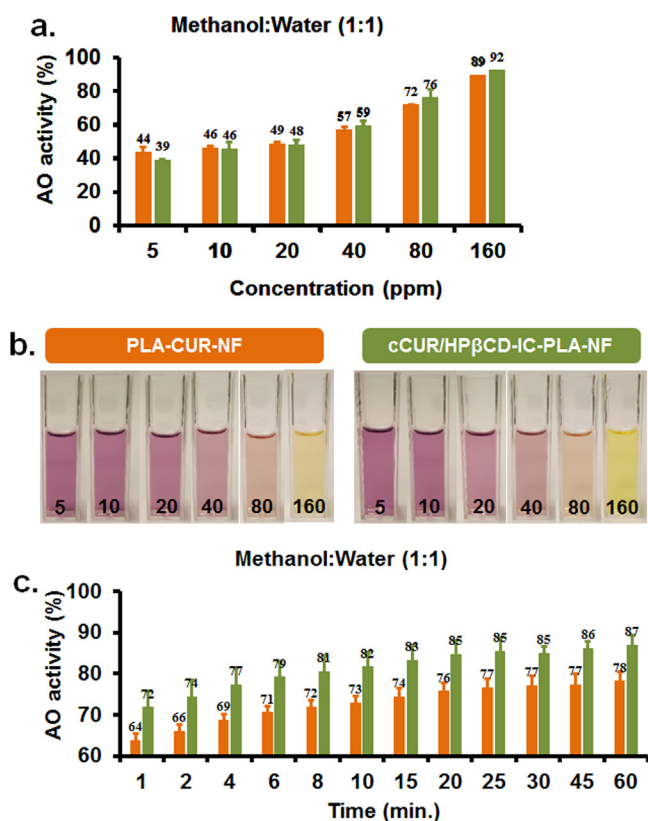 a.
Methanol:Water (1:1)
AO activity (%)
100
80
60
40
20
0
44 39 46 46 49 48 57 59 72 76 89 92
5 10 20 40 80 160
Concentration (ppm)
b.
PLA-CUR-NF cCUR/HPβCD-IC-PLA-NF
5 10 20 40 80 160 5 10 20 40 80 160
Methanol:Water (1:1)
c.
AO activity (%)
100
90
80
70
60
64 72 66 74 69 77 71 79 72 81 73 82 74 83 76 85 77 85 77 85 77 86 78 87
1 2 4 6 8 10 15 20 25 30 45 60
Time (min.)